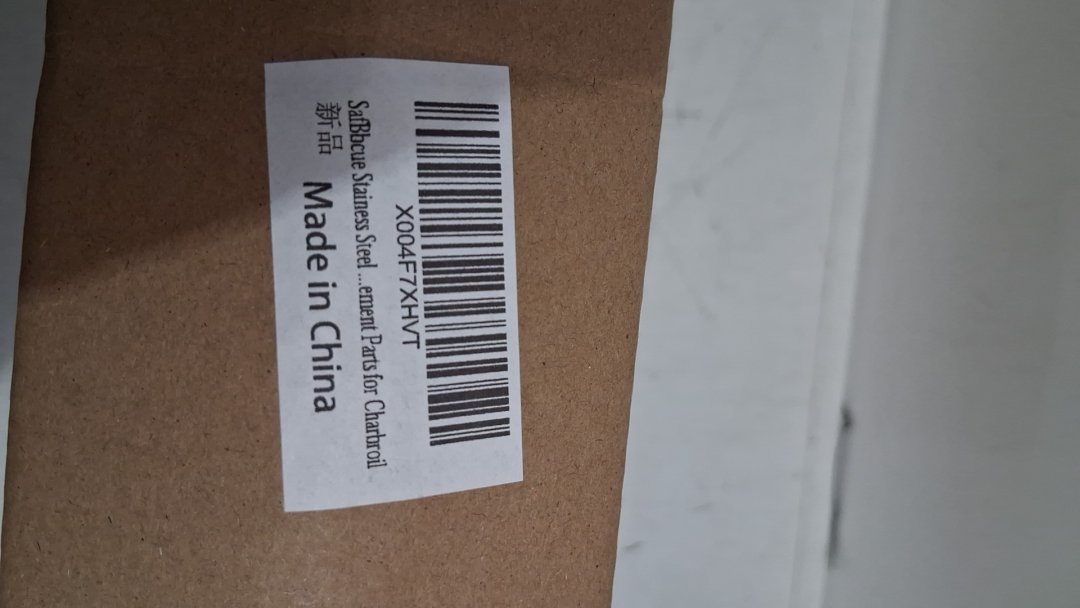 X004F7XHVT
SafBbcue Stainess Steel ...ement Parts for Charbroil
新品
Made in China